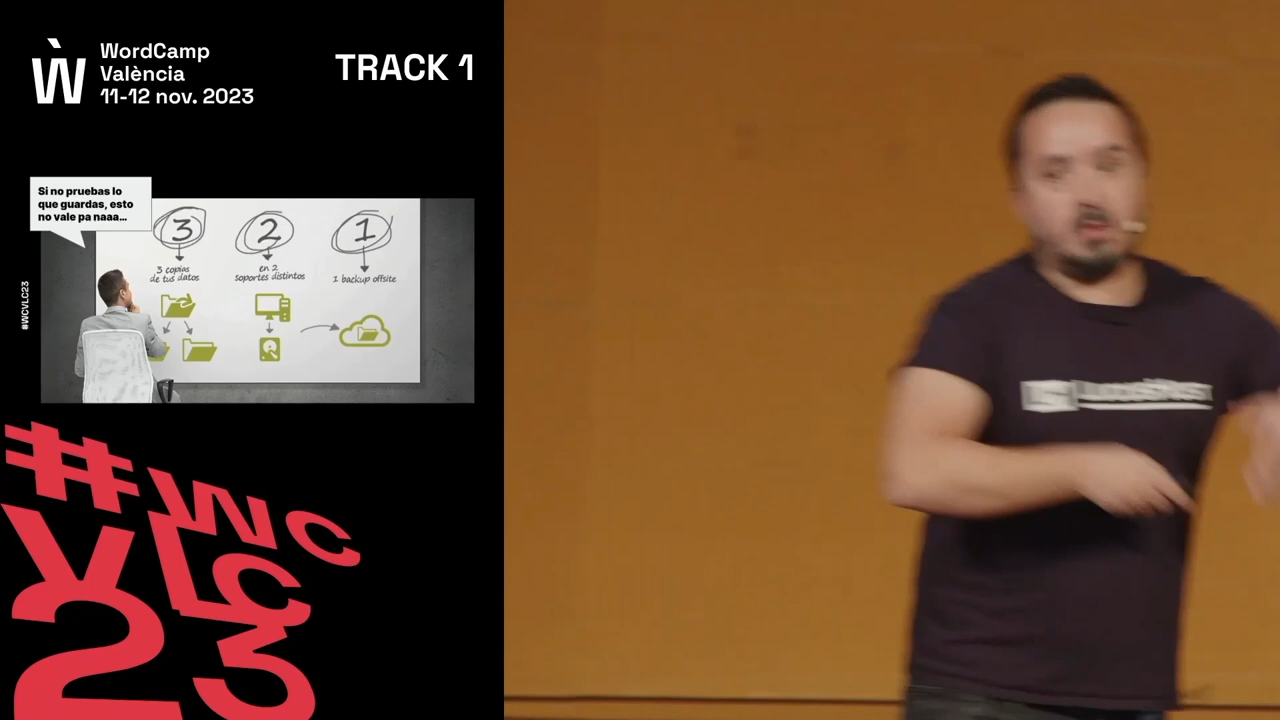 WordCamp
València
11-12 nov. 2023
TRACK 1
Si no pruebas lo
que guardas, esto
no vale pa naaa...
3
2
1
3 copias
de tus datos
en 2
soportes distintos
1 backup offsite
#WCVLC23
#WC
VLC
23